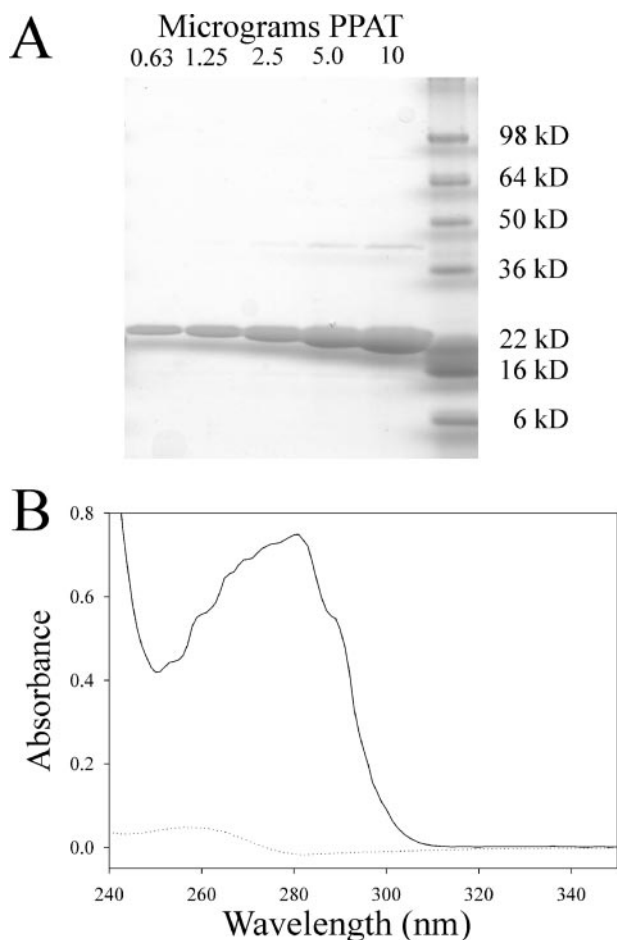 A
Micrograms PPAT
0.63 1.25 2.5 5.0 10
98 kD
64 kD
50 kD
36 kD
22 kD
16 kD
6 kD
B
0.8
0.6
0.4
0.2
0.0
Absorbance
240 260 280 300 320 340
Wavelength (nm)